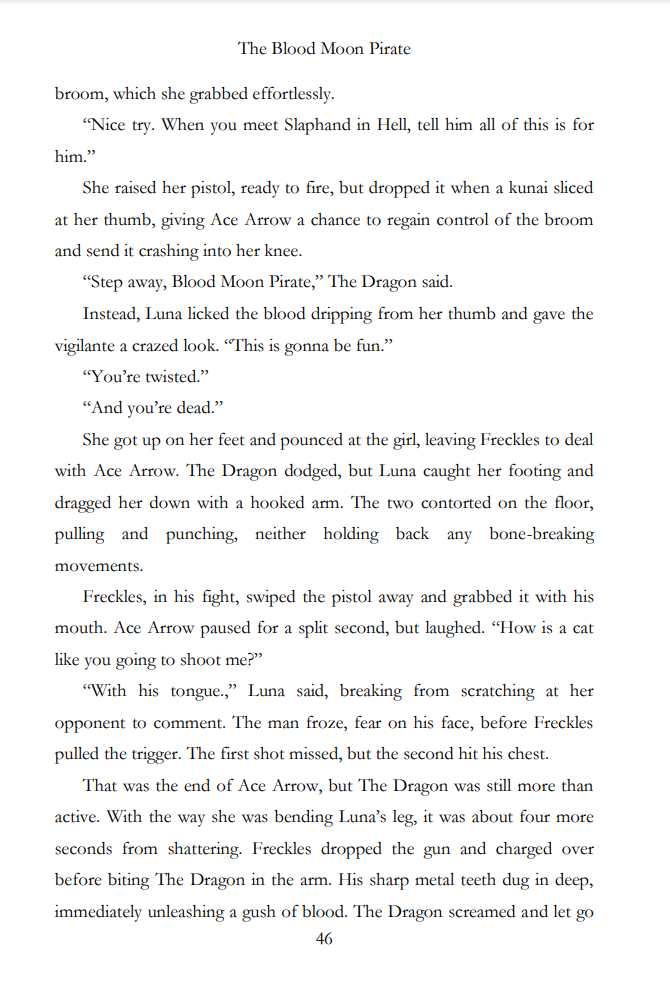 The Blood Moon Pirate
broom, which she grabbed effortlessly.
“Nice try. When you meet Slaphand in Hell, tell him all of this is for
him.”
She raised her pistol, ready to fire, but dropped it when a kunai sliced
at her thumb, giving Ace Arrow a chance to regain control of the broom
and send it crashing into her knee.
“Step away, Blood Moon Pirate,” The Dragon said.
Instead, Luna licked the blood dripping from her thumb and gave the
vigilante a crazed look. “This is gonna be fun.”
“You’re twisted.”
“And you’re dead.”
She got up on her feet and pounced at the girl, leaving Freckles to deal
with Ace Arrow. The Dragon dodged, but Luna caught her footing and
dragged her down with a hooked arm. The two contorted on the floor,
pulling and punching, neither holding back any bone-breaking
movements.
Freckles, in his fight, swiped the pistol away and grabbed it with his
mouth. Ace Arrow paused for a split second, but laughed. “How is a cat
like you going to shoot me?”
“With his tongue.,” Luna said, breaking from scratching at her
opponent to comment. The man froze, fear on his face, before Freckles
pulled the trigger. The first shot missed, but the second hit his chest.
That was the end of Ace Arrow, but The Dragon was still more than
active. With the way she was bending Luna’s leg, it was about four more
seconds from shattering. Freckles dropped the gun and charged over
before biting The Dragon in the arm. His sharp metal teeth dug in deep,
immediately unleashing a gush of blood. The Dragon screamed and let go
46